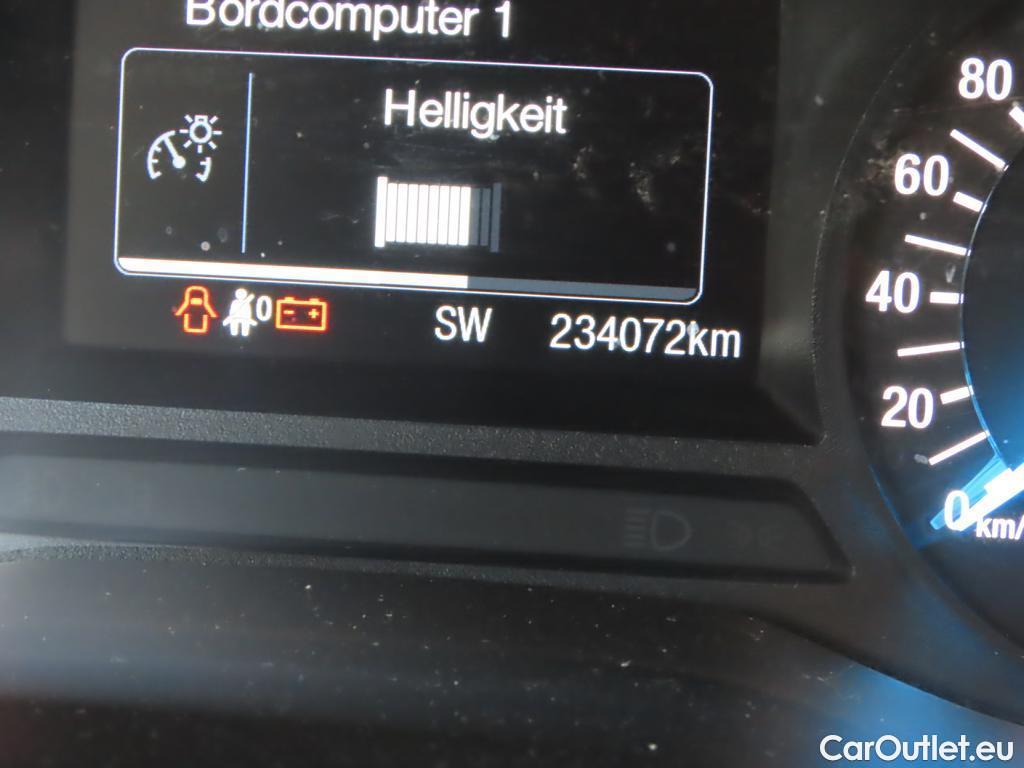 Bordcomputer 1
Helligkeit
0
SW 234072km
80
60
40
20
0
km/
CarOutlet.eu